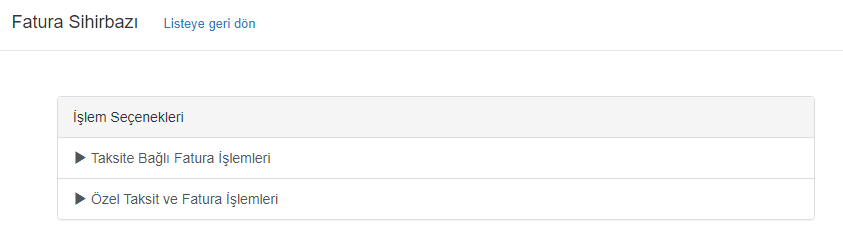 Fatura Sihirbazı Listeye geri dön
İşlem Seçenekleri
Taksite Bağlı Fatura İşlemleri
Özel Taksit ve Fatura İşlemleri